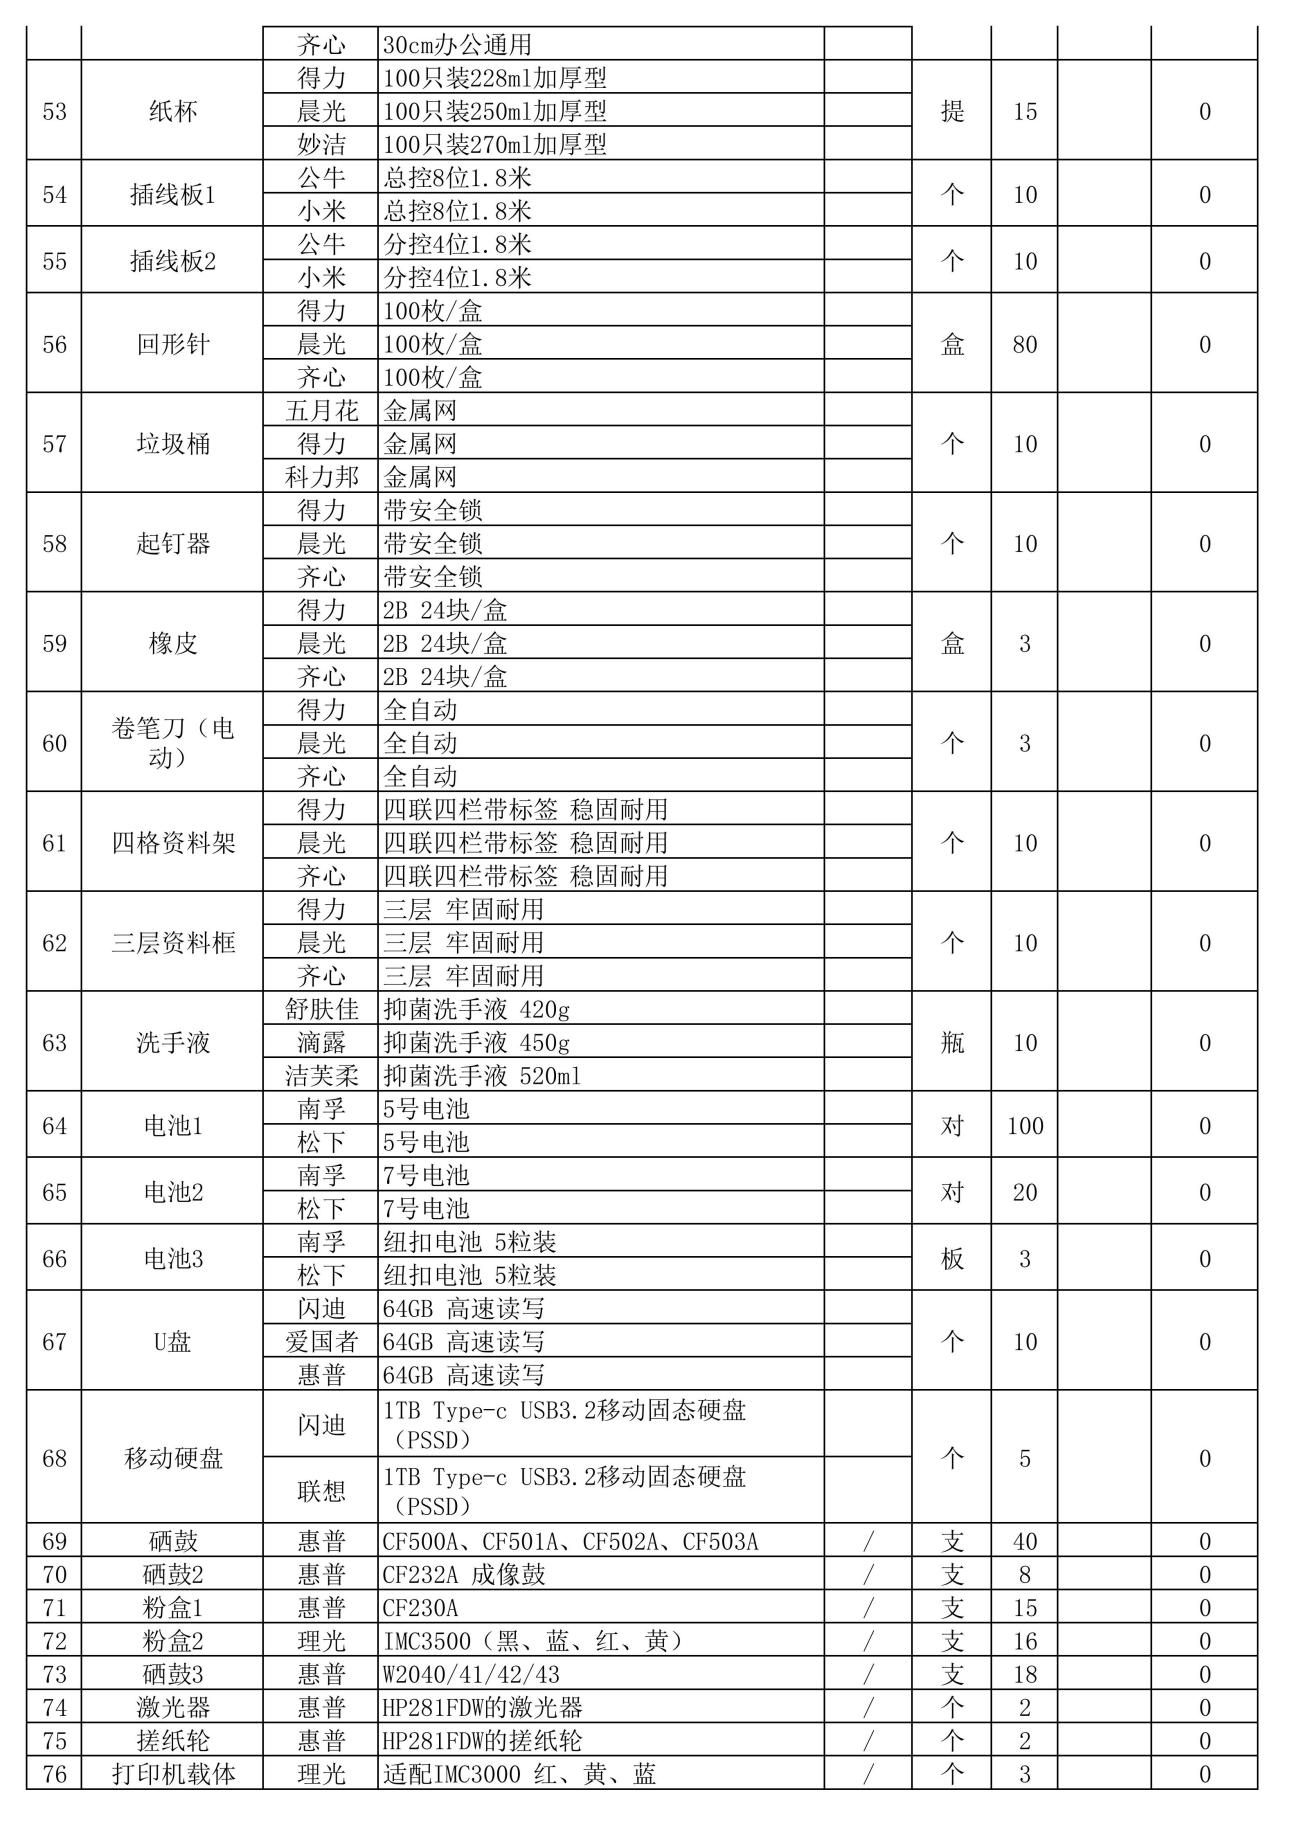 齐心 30cm办公通用
得力 100只装228ml加厚型
53 纸杯 晨光 100只装250ml加厚型 提 15 0
妙洁 100只装270ml加厚型
54 插线板1 公牛 总控8位1.8米 个 10 0
小米 总控8位1.8米
55 插线板2 公牛 分控4位1.8米 个 10 0
小米 分控4位1.8米
得力 100枚/盒
56 回形针 晨光 100枚/盒 盒 80 0
齐心 100枚/盒
五月花 金属网
57 垃圾桶 得力 金属网 个 10 0
科力邦 金属网
得力 带安全锁
58 起钉器 晨光 带安全锁 个 10 0
齐心 带安全锁
得力 2B 24块/盒
59 橡皮 晨光 2B 24块/盒 盒 3 0
齐心 2B 24块/盒
得力 全自动
60 卷笔刀（电动） 晨光 全自动 个 3 0
齐心 全自动
得力 四联四栏带标签 稳固耐用
61 四格资料架 晨光 四联四栏带标签 稳固耐用 个 10 0
齐心 四联四栏带标签 稳固耐用
得力 三层 牢固耐用
62 三层资料框 晨光 三层 牢固耐用 个 10 0
齐心 三层 牢固耐用
舒肤佳 抑菌洗手液 420g
63 洗手液 滴露 抑菌洗手液 450g 瓶 10 0
洁芙柔 抑菌洗手液 520ml
64 电池1 南孚 5号电池 对 100 0
松下 5号电池
65 电池2 南孚 7号电池 对 20 0
松下 7号电池
66 电池3 南孚 纽扣电池 5粒装 板 3 0
松下 纽扣电池 5粒装
闪迪 64GB 高速读写
67 U盘 爱国者 64GB 高速读写 个 10 0
惠普 64GB 高速读写
68 移动硬盘 闪迪 1TB Type-c USB3.2移动固态硬盘
（PSSD） 个 5 0
联想 1TB Type-c USB3.2移动固态硬盘
（PSSD）
69 硒鼓 惠普 CF500A、CF501A、CF502A、CF503A / 支 40 0
70 硒鼓2 惠普 CF232A 成像鼓 / 支 8 0
71 粉盒1 惠普 CF230A / 支 15 0
72 粉盒2 理光 IMC3500（黑、蓝、红、黄） / 支 16 0
73 硒鼓3 惠普 W2040/41/42/43 / 支 18 0
74 激光器 惠普 HP281FDW的激光器 / 个 2 0
75 搓纸轮 惠普 HP281FDW的搓纸轮 / 个 2 0
76 打印机载体 理光 适配IMC3000 红、黄、蓝 / 个 3 0